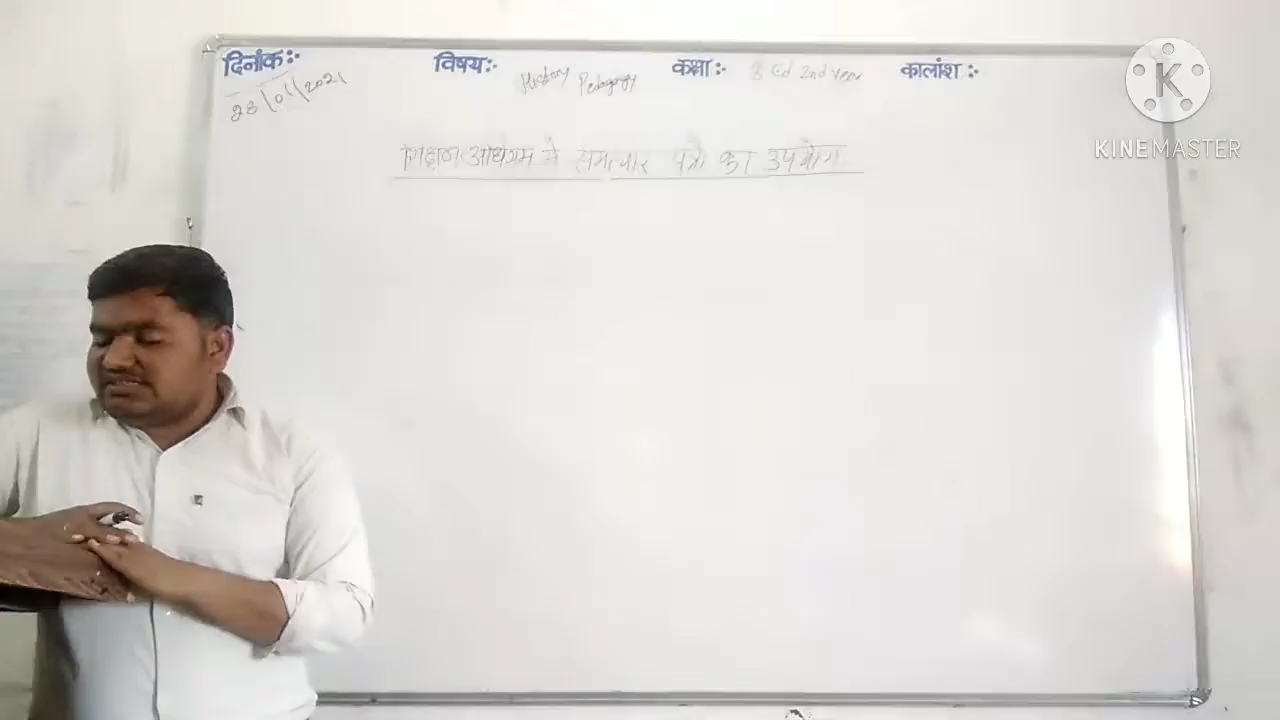 दिनांक:- विषय:- History Pedagogy कक्षा:- B Ed 2nd Year कालांश:-
28/01/2021
शिक्षण अधिगम में समाचार पत्रों का उपयोग
K
KINEMASTER